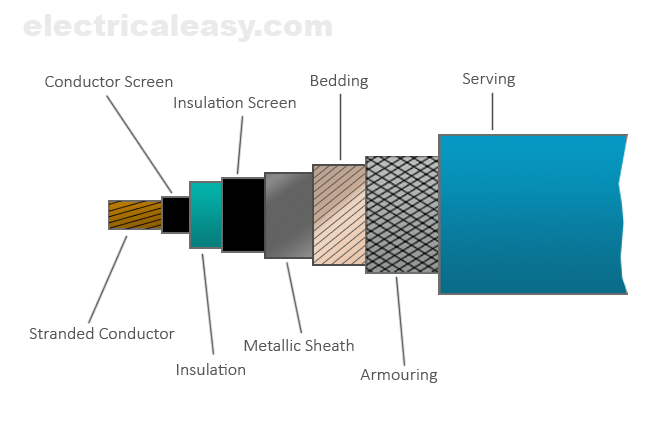 electricaleasy.com
Conductor Screen
Insulation Screen
Bedding
Serving
Stranded Conductor
Insulation
Metallic Sheath
Armouring